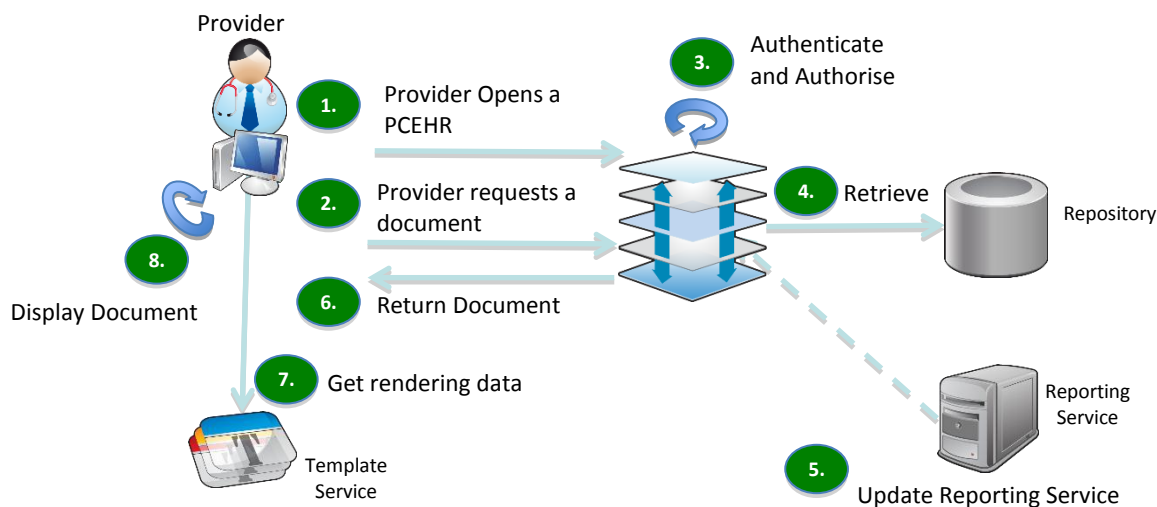 Provider
1.
Provider Opens a
PCEHR
2.
Provider requests a
document
3.
Authenticate
and Authorise
4.
Retrieve
Repository
5.
Update Reporting Service
Reporting
Service
6.
Return Document
7.
Get rendering data
Template
Service
8.
Display Document